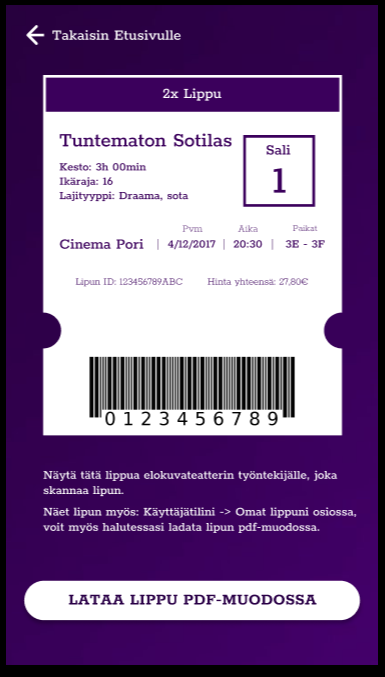 Takaisin Etusivulle
2x Lippu
Tuntematon Sotilas
Sali
1
Kesto: 3h 00min
Ikäraja: 16
Lajityyppi: Draama, sota
Pvm Aika Paikat
Cinema Pori | 4/12/2017 | 20:30 | 3E - 3F
Lipun ID: 123456789ABC Hinta yhteensä: 27,80€
0123456789
Näytä tätä lippua elokuvateatterin työntekijälle, joka
skannaa lipun.
Näet lipun myös: Käyttäjätilini -> Omat lippuni osiossa,
voit myös halutessasi ladata lipun pdf-muodossa.
LATAA LIPPU PDF-MUODOSSA